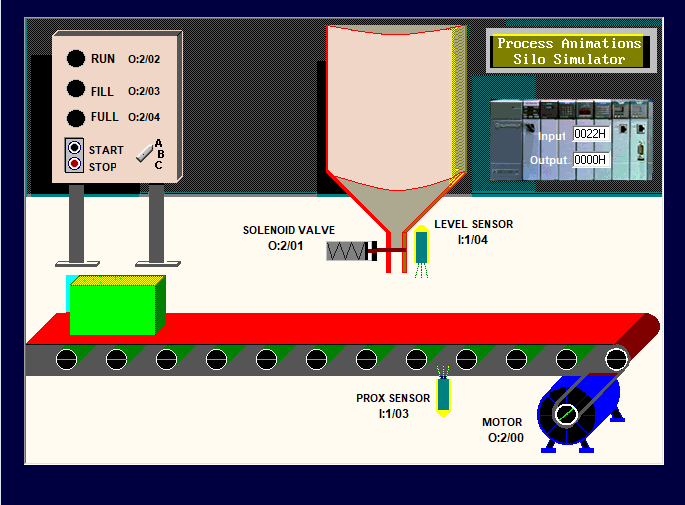 Process Animations
Silo Simulator
RUN O:2/02
FILL O:2/03
FULL O:2/04
START
STOP
A
B
C
Input 0022H
Output 0000H
SOLENOID VALVE
O:2/01
LEVEL SENSOR
I:1/04
PROX SENSOR
I:1/03
MOTOR
O:2/00